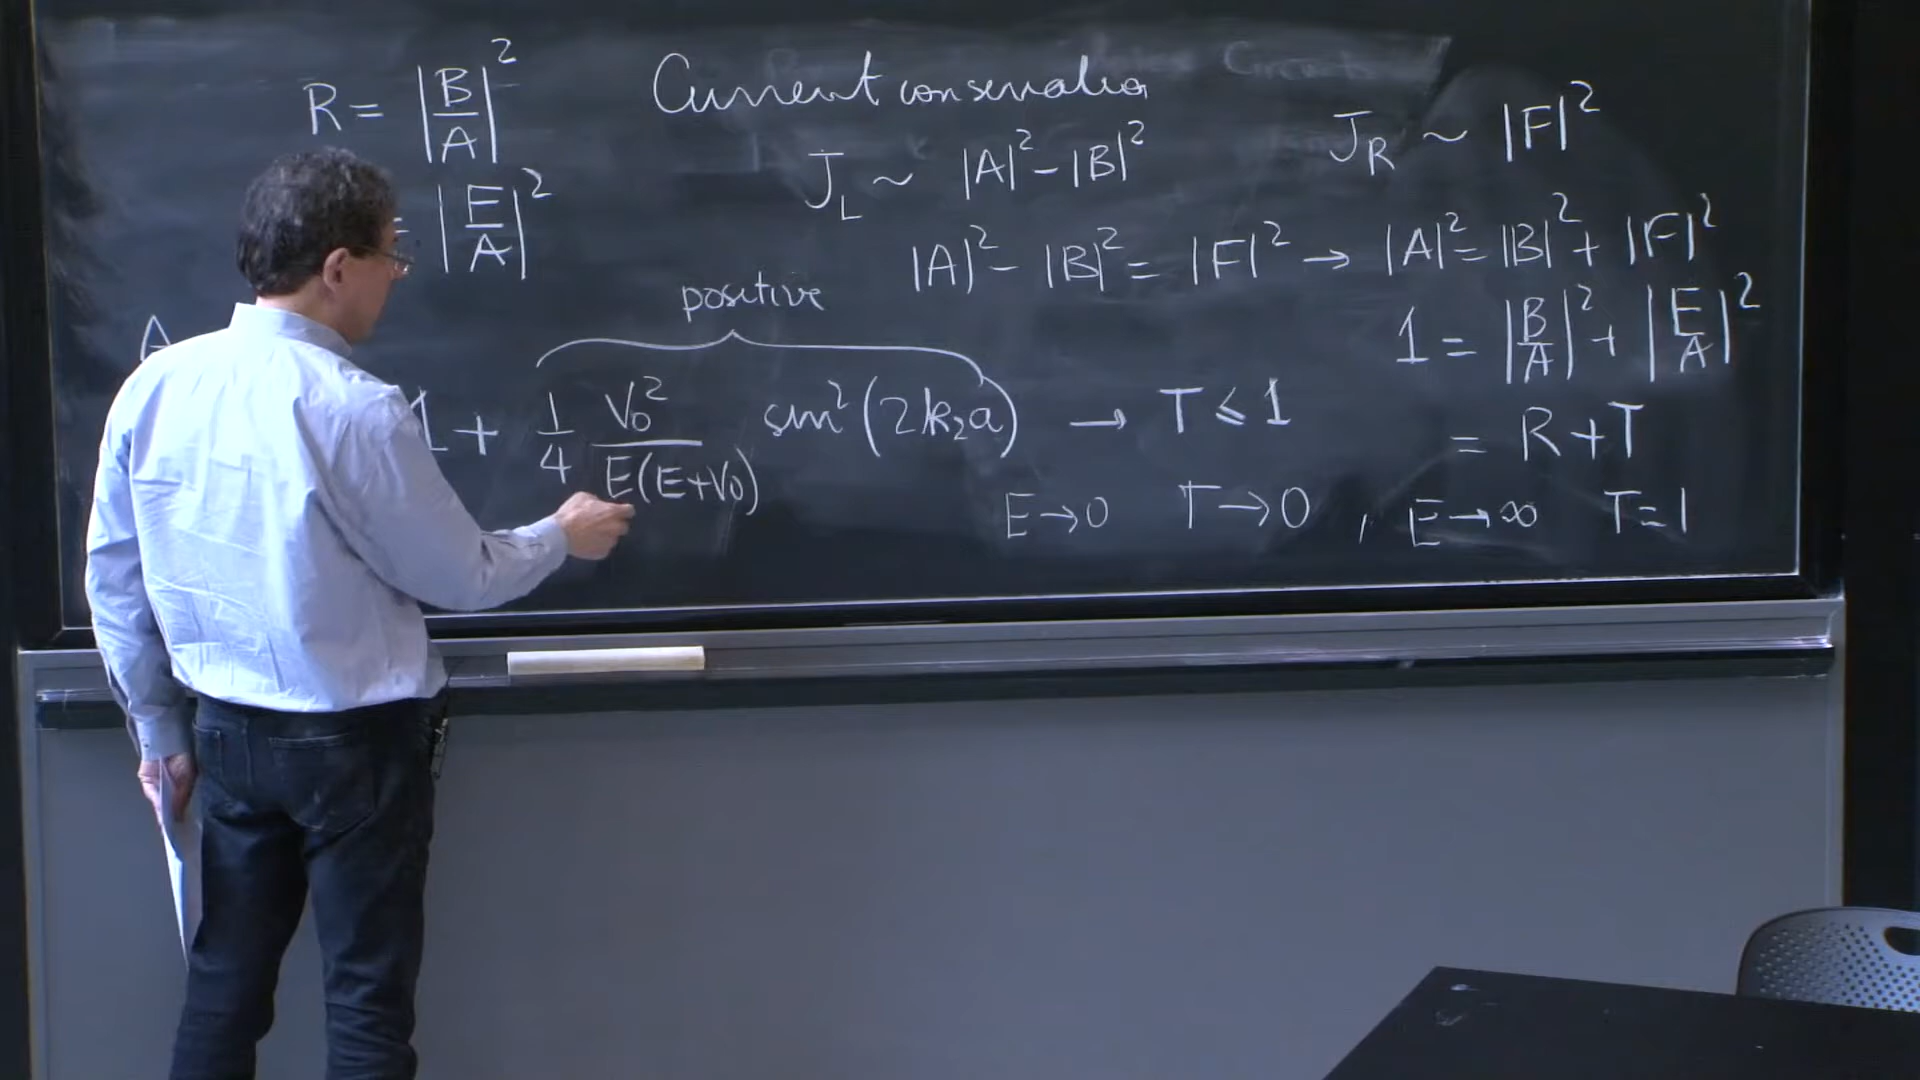 R = |B/A|²
Current conservation
J_L ~ |A|² - |B|²
J_R ~ |F|²
= |F/A|²
|A|² - |B|² = |F|² → |A|² = |B|² + |F|²
positive
1 = |B/A|² + |F/A|²
A
1 + 1/4 V₀²/E(E+V₀) sin²(2k₂a) → T ⩽ 1
= R + T
E → 0 T → 0 , E → ∞ T = 1